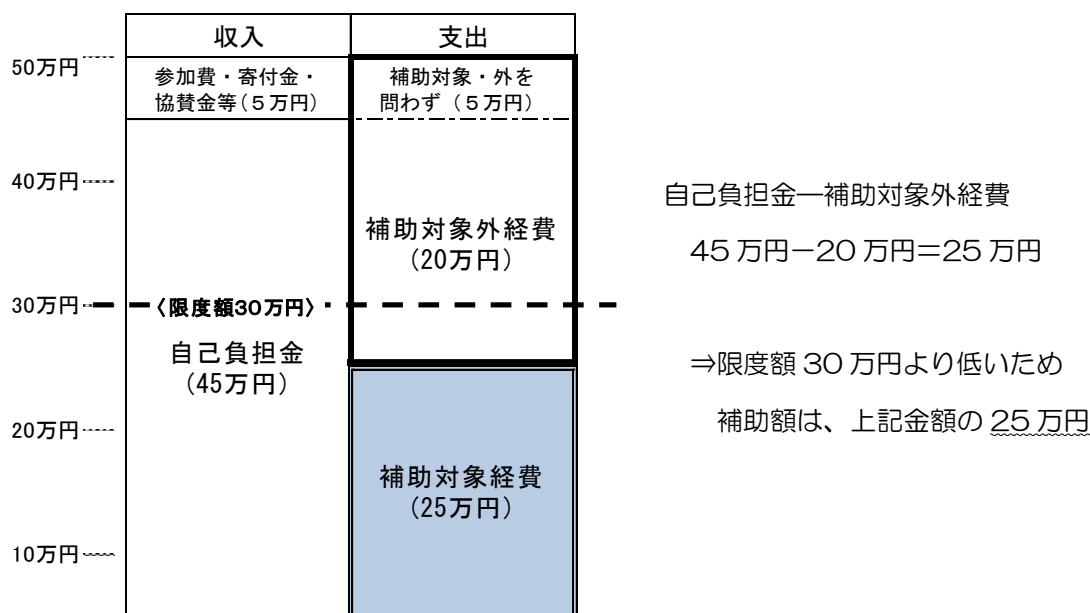 収入
支出
50万円
参加費・寄付金・
協賛金等(5万円)
補助対象・外を
問わず(5万円)
40万円
補助対象外経費
(20万円)
30万円
〈限度額30万円〉
自己負担金
(45万円)
20万円
補助対象経費
(25万円)
10万円
自己負担金―補助対象外経費
45万円－20万円＝25万円
⇒限度額30万円より低いため
補助額は、上記金額の25万円